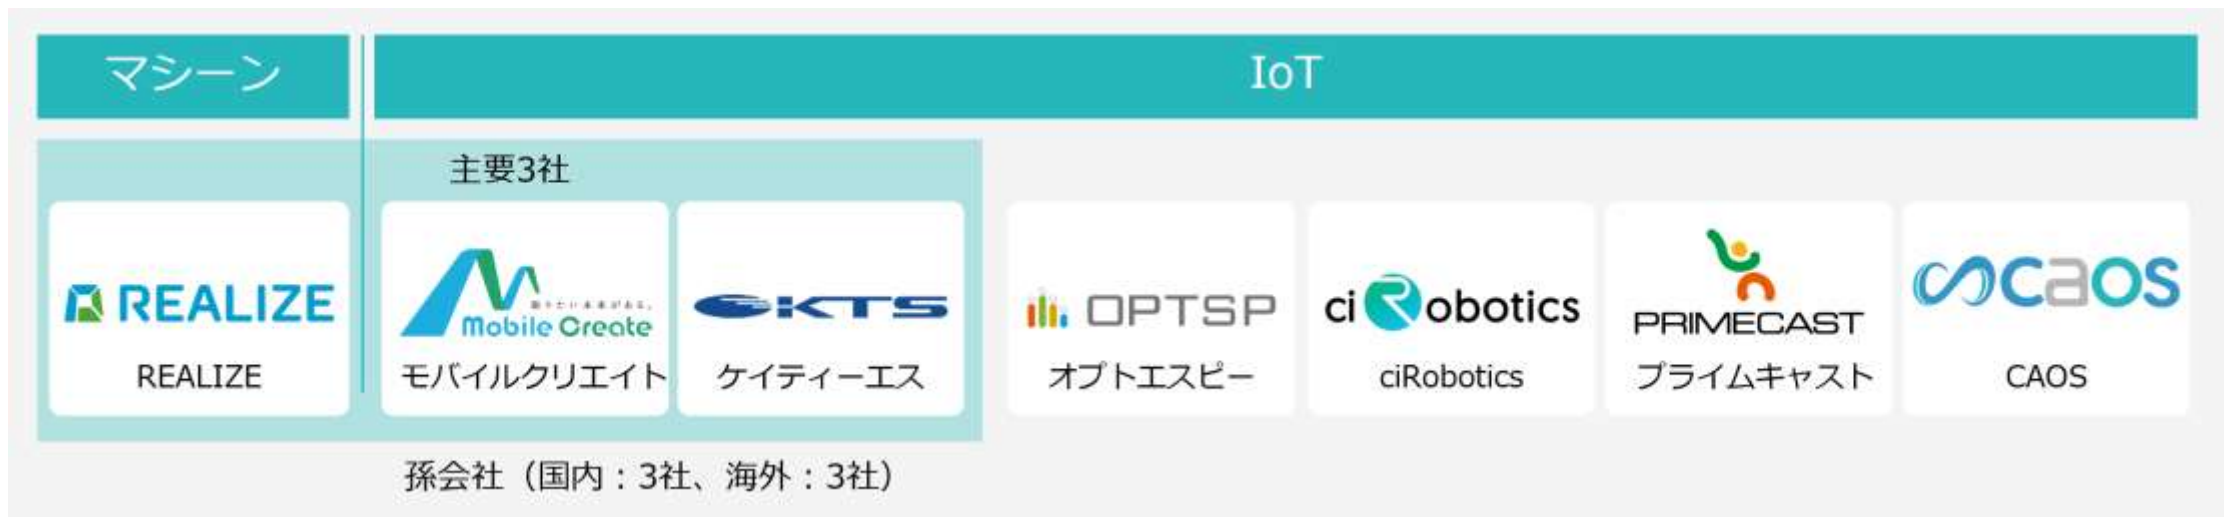 マシーン
IoT
主要3社
REALIZE
REALIZE
Mobile Create
モバイルクリエイト
KTS
ケイティーエス
OPTSP
オプトエスピー
ciRobotics
ciRobotics
PRIMECAST
プライムキャスト
caos
CAOS
孫会社（国内：3社、海外：3社）